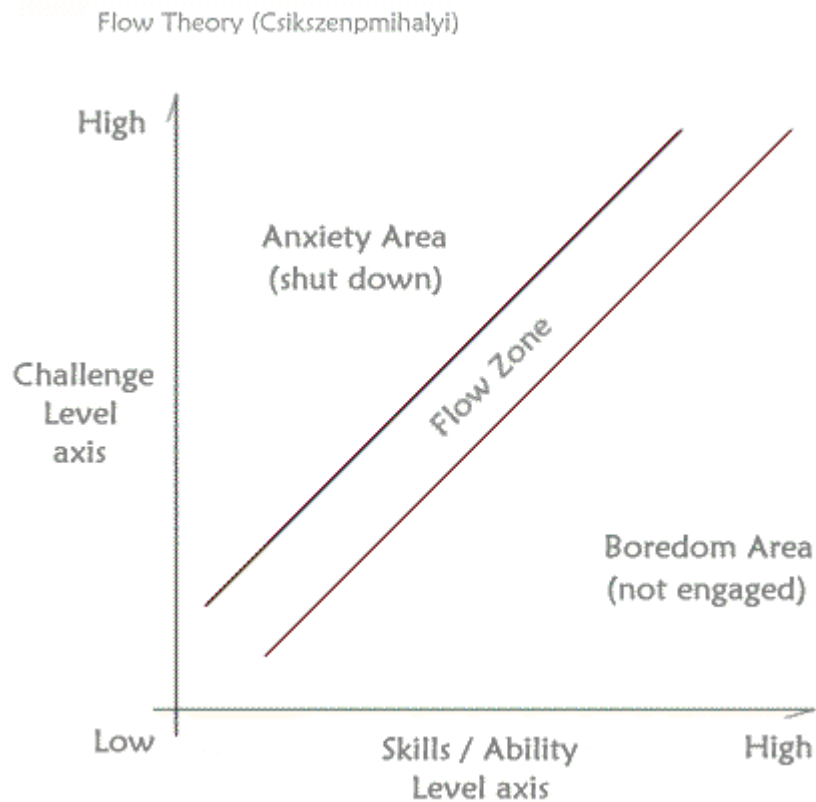 Flow Theory (Csikszenpmihalyi)
High
Anxiety Area
(shut down)
Challenge
Level
axis
Flow Zone
Boredom Area
(not engaged)
Low
Skills / Ability
Level axis
High